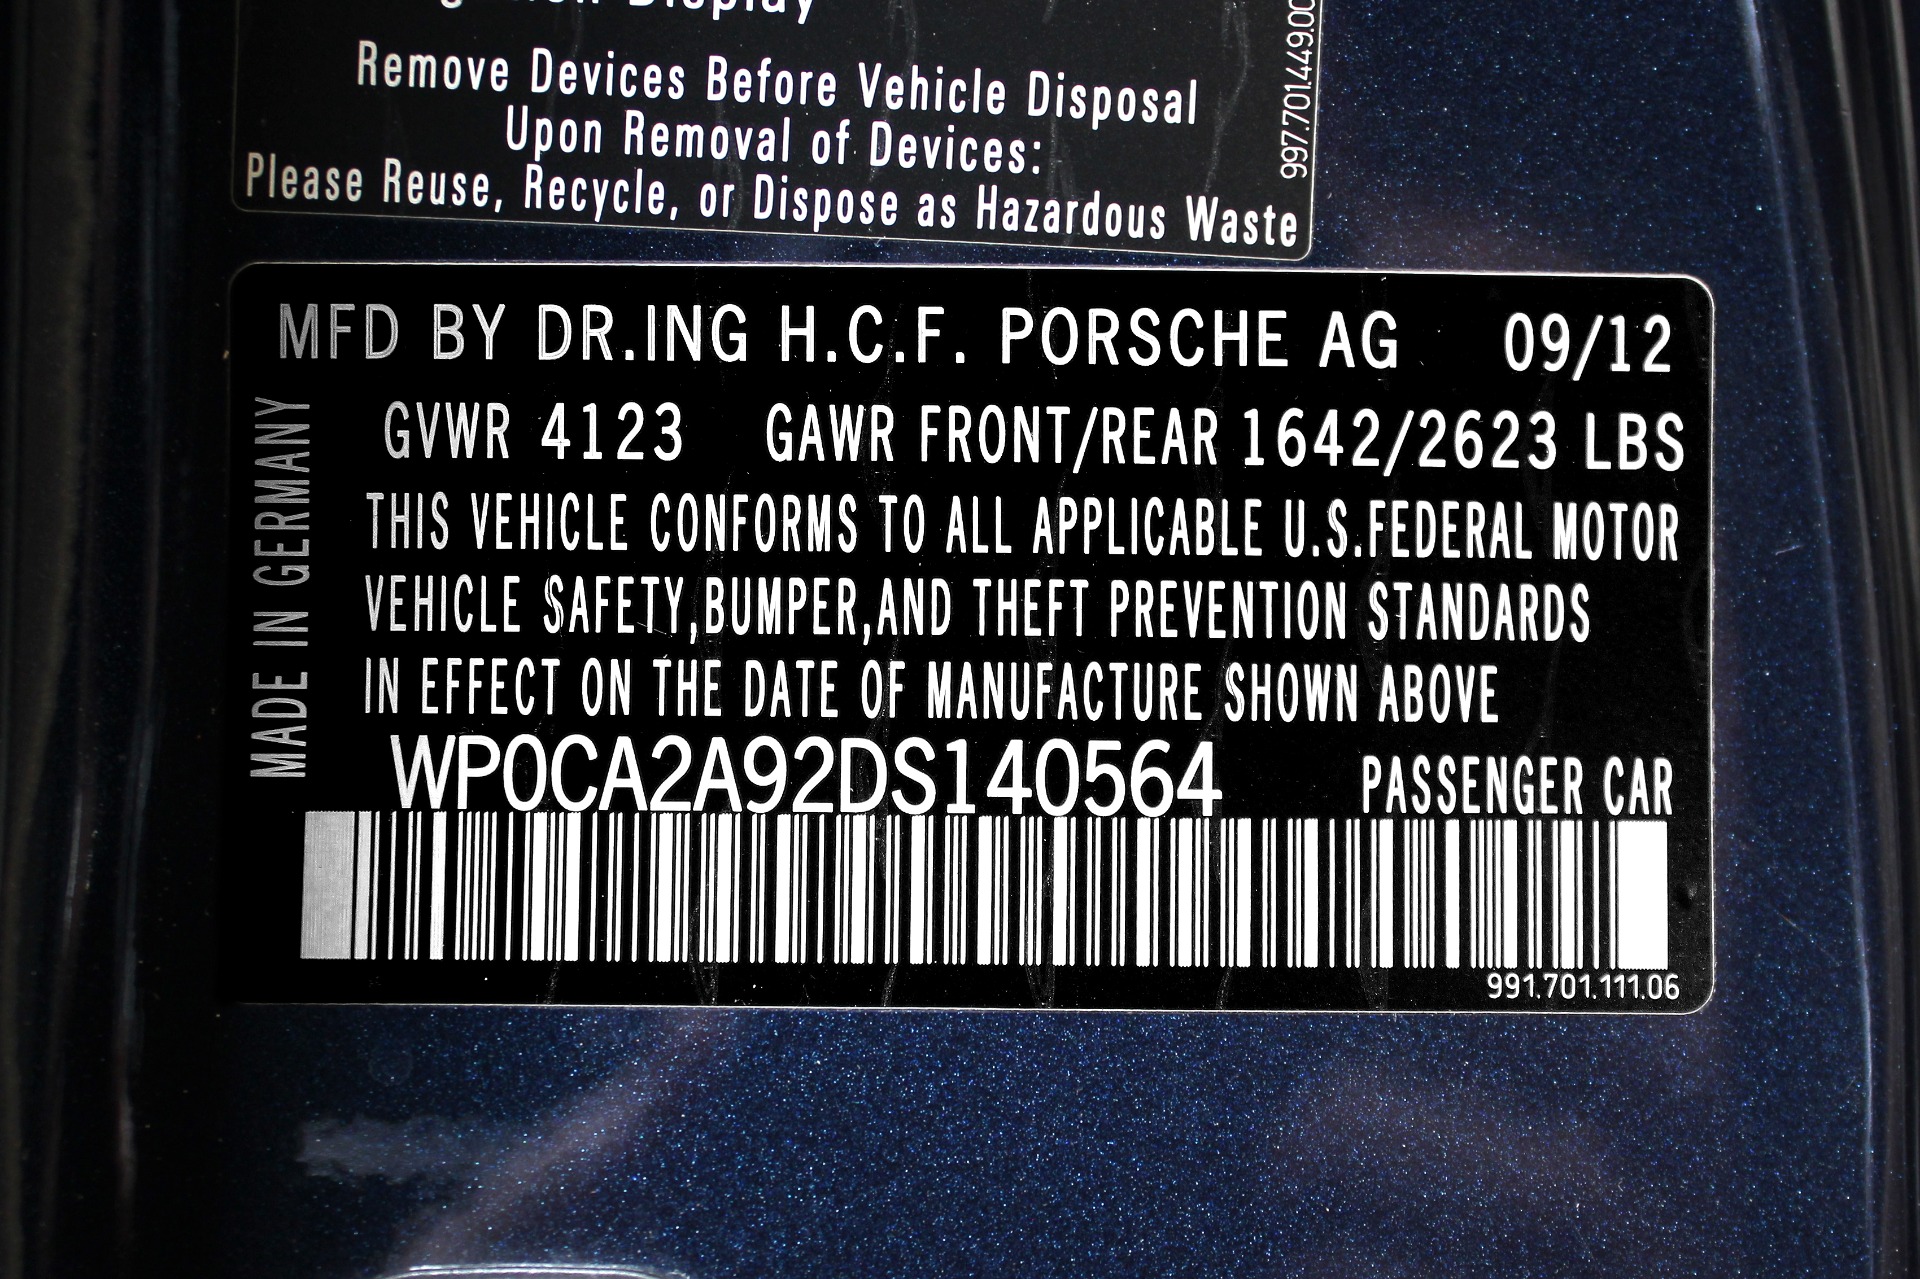 Display
Remove Devices Before Vehicle Disposal
Upon Removal of Devices:
Please Reuse, Recycle, or Dispose as Hazardous Waste
997.701.449.00
MFD BY DR.ING H.C.F. PORSCHE AG 09/12
GVWR 4123 GAWR FRONT/REAR 1642/2623 LBS
THIS VEHICLE CONFORMS TO ALL APPLICABLE U.S.FEDERAL MOTOR
VEHICLE SAFETY,BUMPER,AND THEFT PREVENTION STANDARDS
IN EFFECT ON THE DATE OF MANUFACTURE SHOWN ABOVE
WP0CA2A92DS140564 PASSENGER CAR
MADE IN GERMANY
991.701.111.06